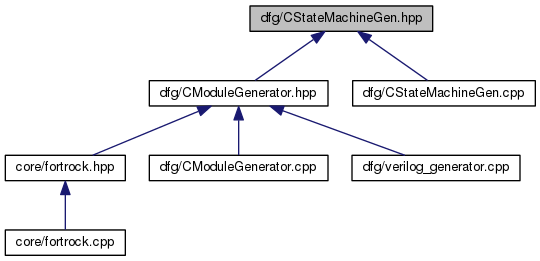 dfg/CStateMachineGen.hpp
dfg/CModuleGenerator.hpp
dfg/CStateMachineGen.cpp
core/fortrock.hpp
dfg/CModuleGenerator.cpp
dfg/verilog_generator.cpp
core/fortrock.cpp